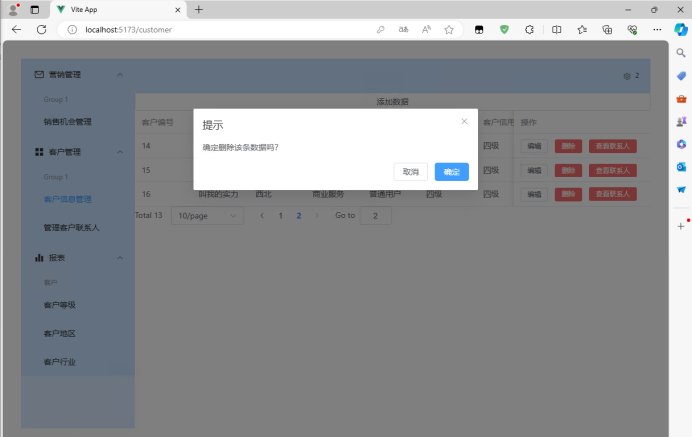 Vite App
localhost:5173/customer
营销管理
2
Group 1
添加数据
销售机会管理
客户编号
客户信用
操作
提示
确定删除该条数据吗?
取消
确定
14
四级
编辑
删除
查看联系人
客户管理
15
四级
编辑
删除
查看联系人
Group 1
客户信息管理
16
叫我的实力
西北
商业服务
普通用户
四级
四级
编辑
删除
查看联系人
Total 13
10/page
1
2
Go to
2
管理客户联系人
报表
客户
客户等级
客户地区
客户行业